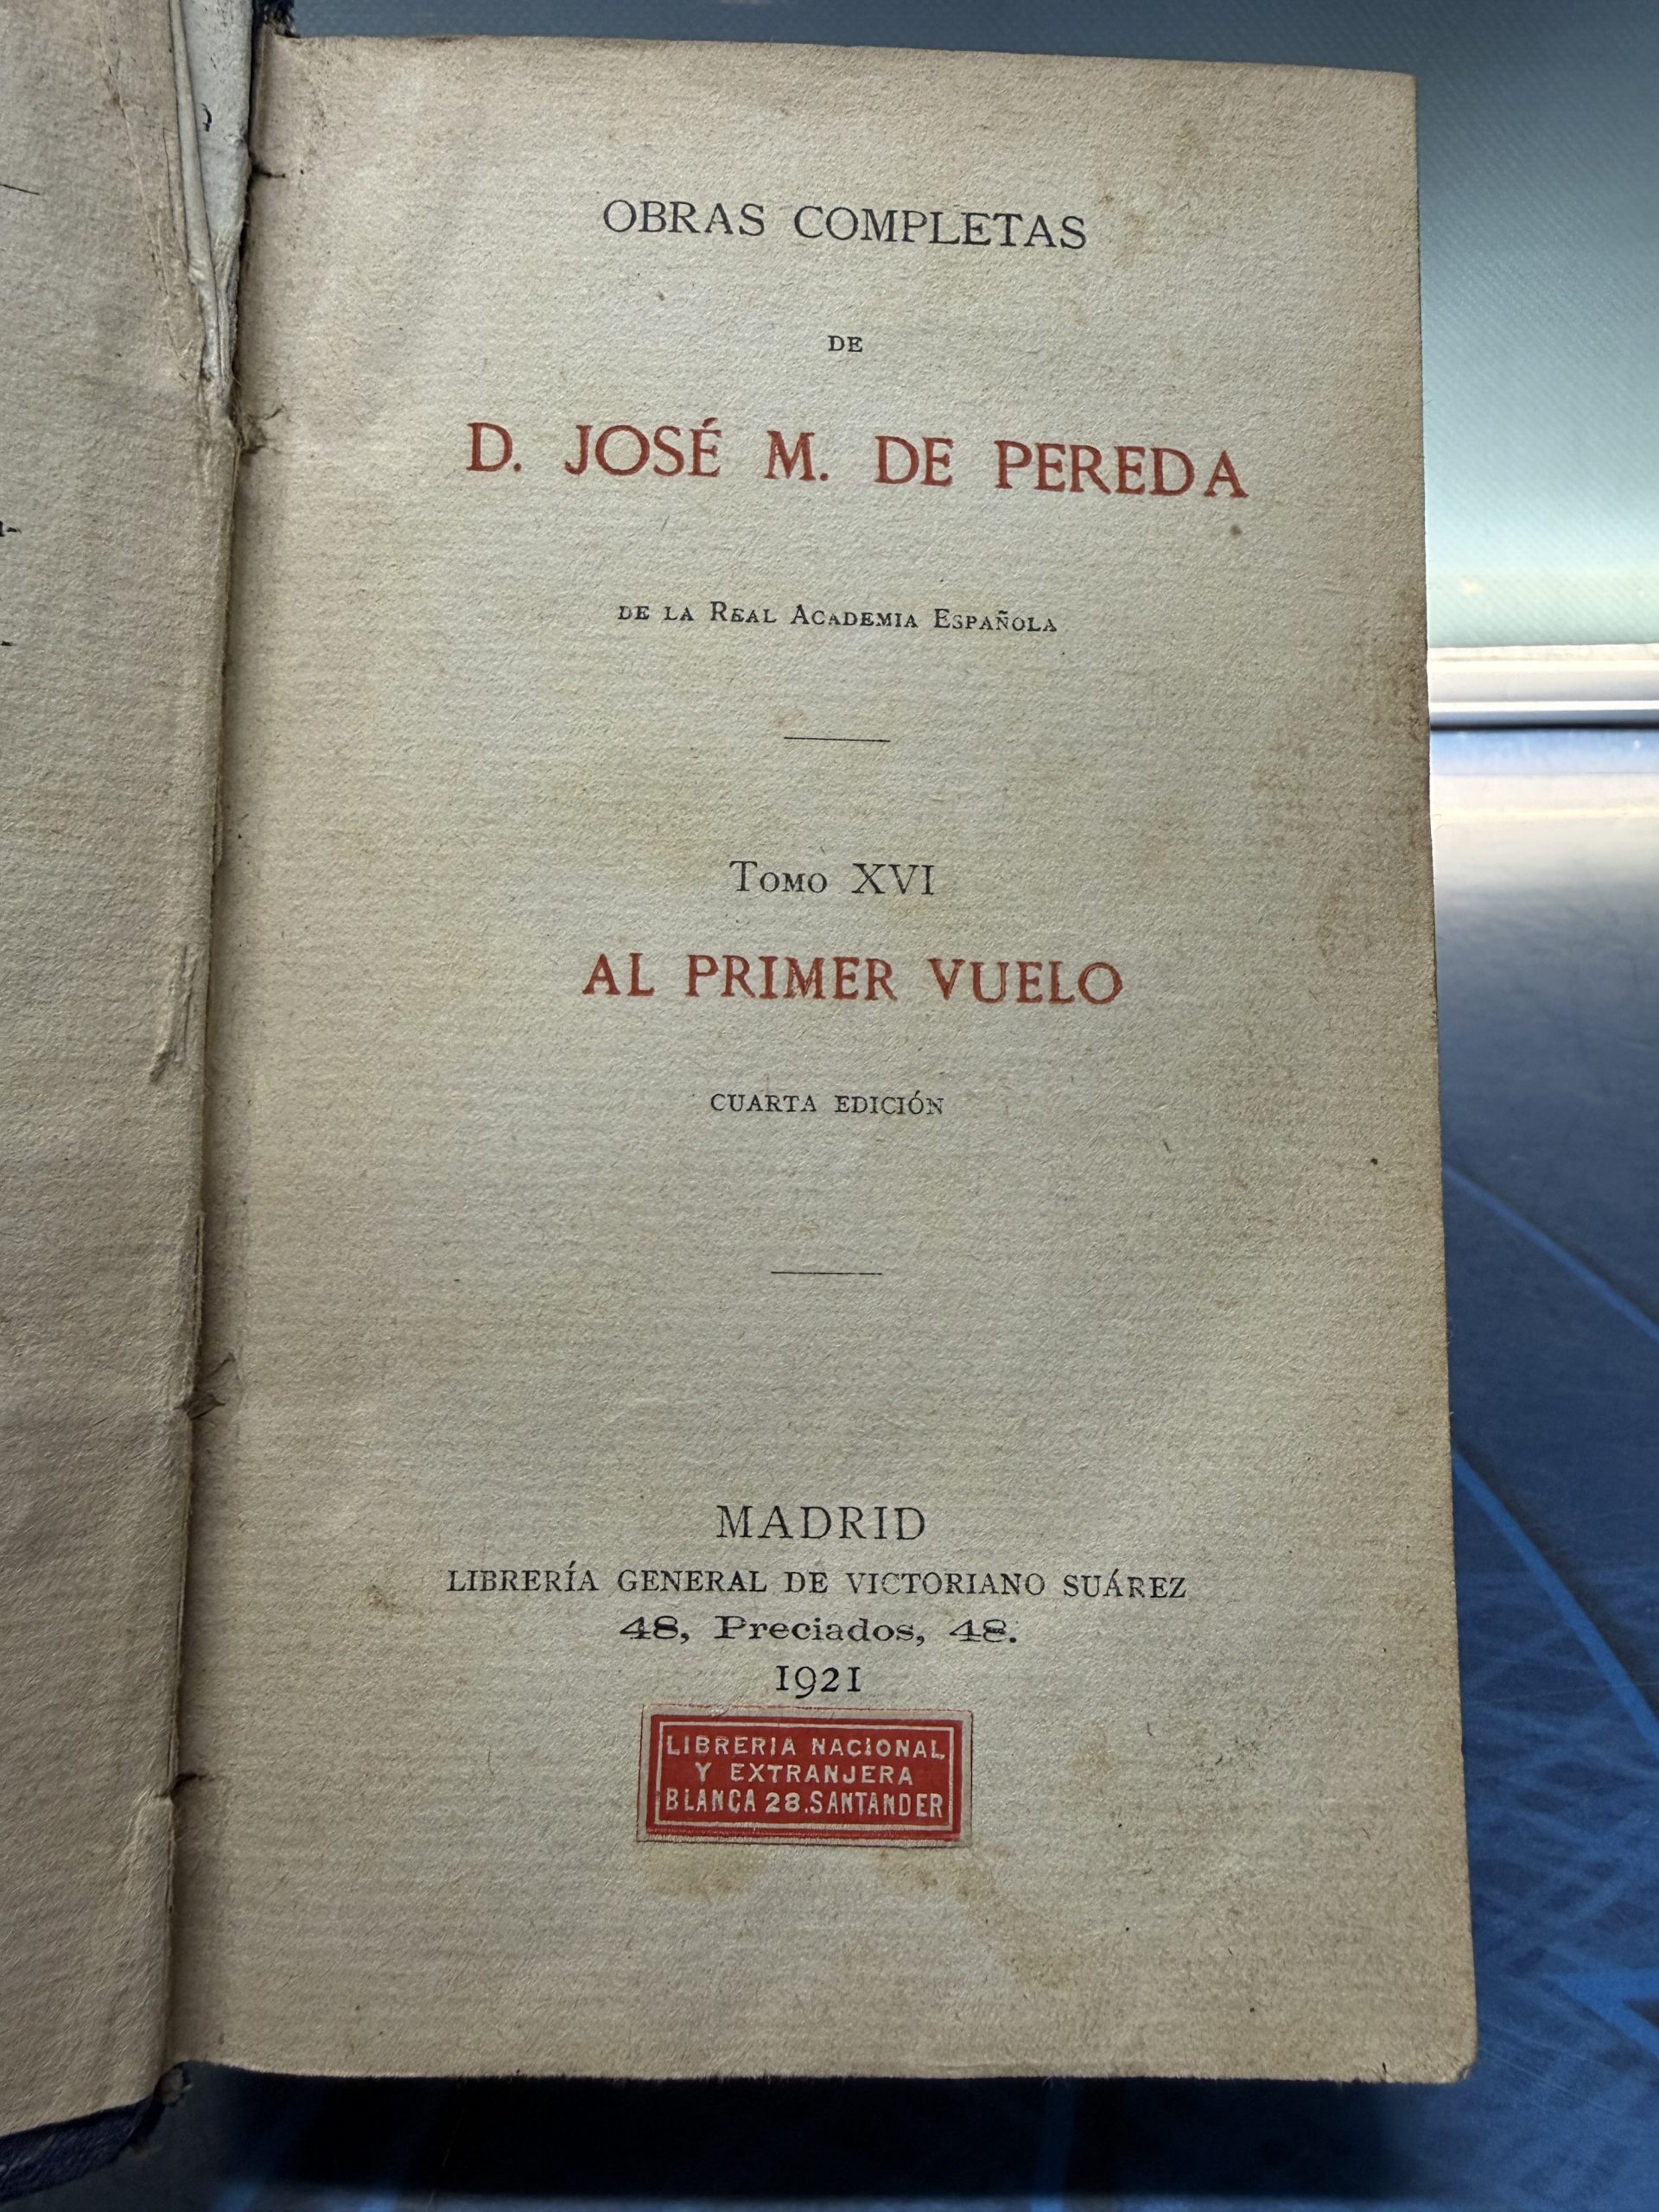 OBRAS COMPLETAS
DE
D. JOSÉ M. DE PEREDA
DE LA REAL ACADEMIA ESPAÑOLA
TOMO XVI
AL PRIMER VUELO
CUARTA EDICIÓN
MADRID
LIBRERÍA GENERAL DE VICTORIANO SUÁREZ
48, Preciados, 48.
1921
LIBRERIA NACIONAL
Y EXTRANJERA
BLANCA 28. SANTANDER